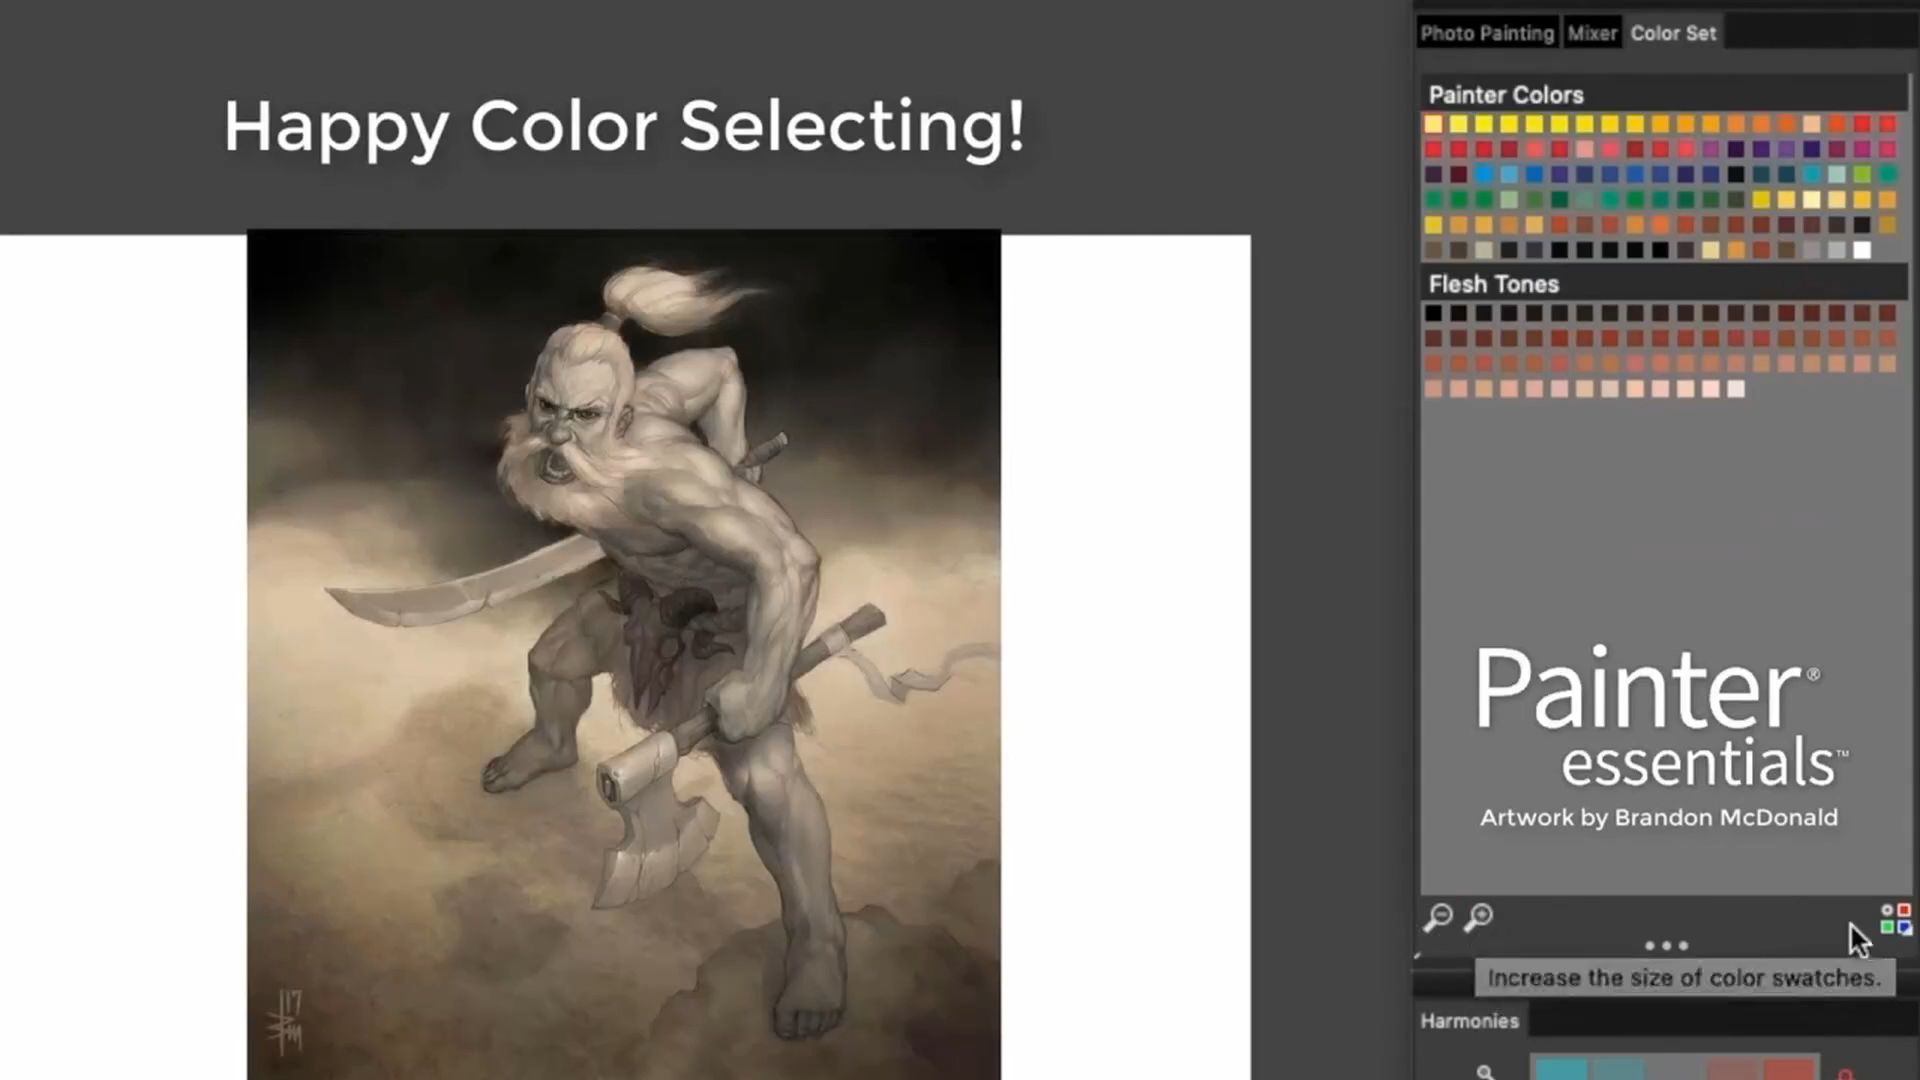 Photo Painting Mixer Color Set
Happy Color Selecting!
Painter Colors
Flesh Tones
Painter®
essentials™
Artwork by Brandon McDonald
Increase the size of color swatches.
Harmonies